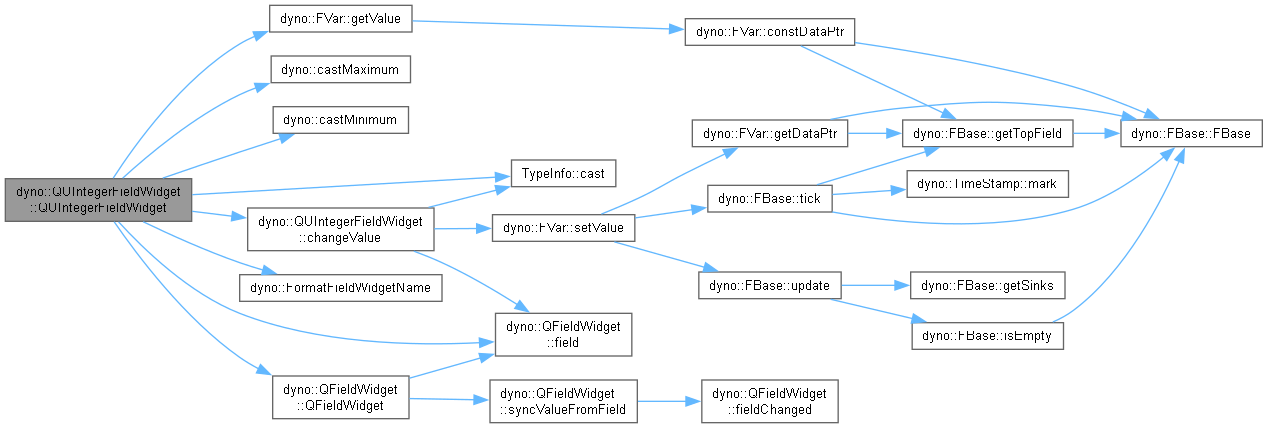 dyno::QUIntegerFieldWidget
::QUIntegerFieldWidget
dyno::FVar::getValue
dyno::castMaximum
dyno::castMinimum
TypeInfo::cast
dyno::QUIntegerFieldWidget
::changeValue
dyno::FormatFieldWidgetName
dyno::QFieldWidget
::QFieldWidget
dyno::FVar::setValue
dyno::QFieldWidget
::field
dyno::QFieldWidget
::syncValueFromField
dyno::FVar::constDataPtr
dyno::FVar::getDataPtr
dyno::FBase::tick
dyno::FBase::update
dyno::QFieldWidget
::fieldChanged
dyno::FBase::getTopField
dyno::TimeStamp::mark
dyno::FBase::getSinks
dyno::FBase::isEmpty
dyno::FBase::FBase